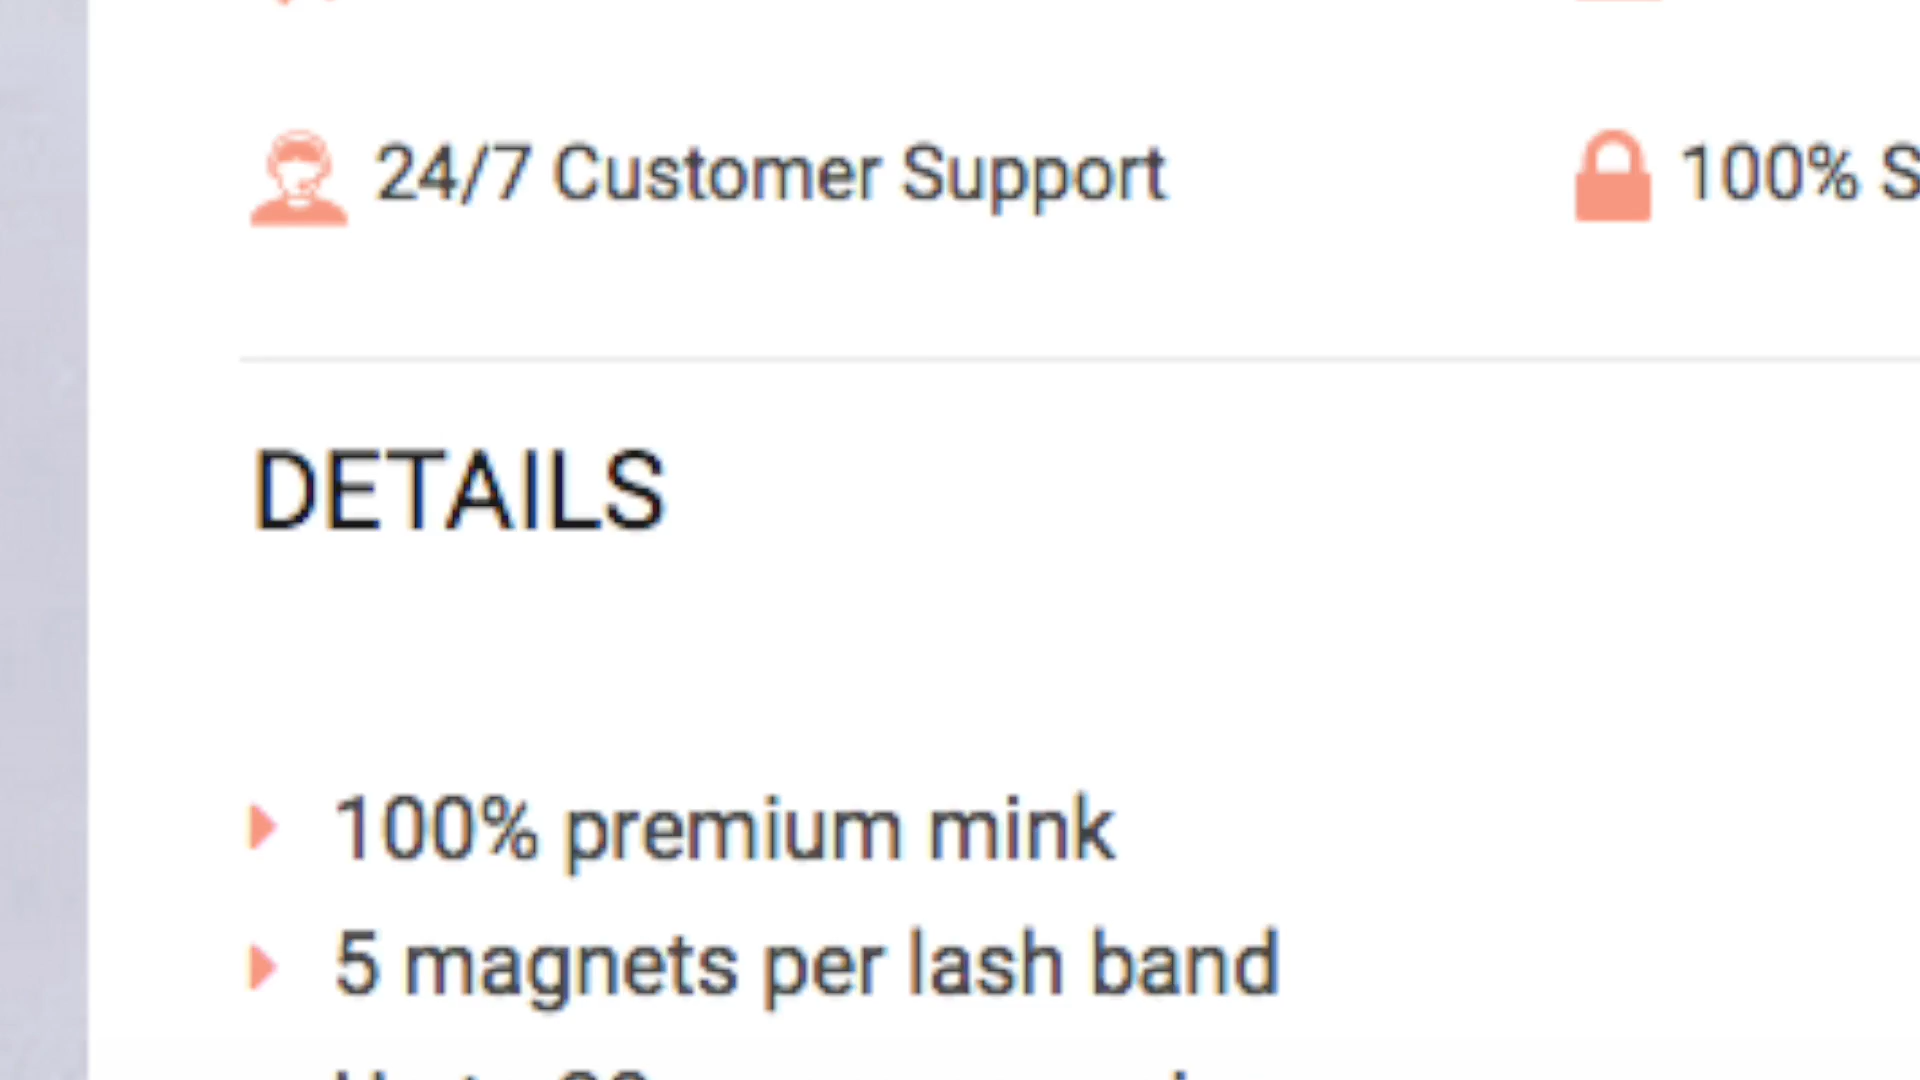 24/7 Customer Support
100%
DETAILS
100% premium mink
5 magnets per lash band